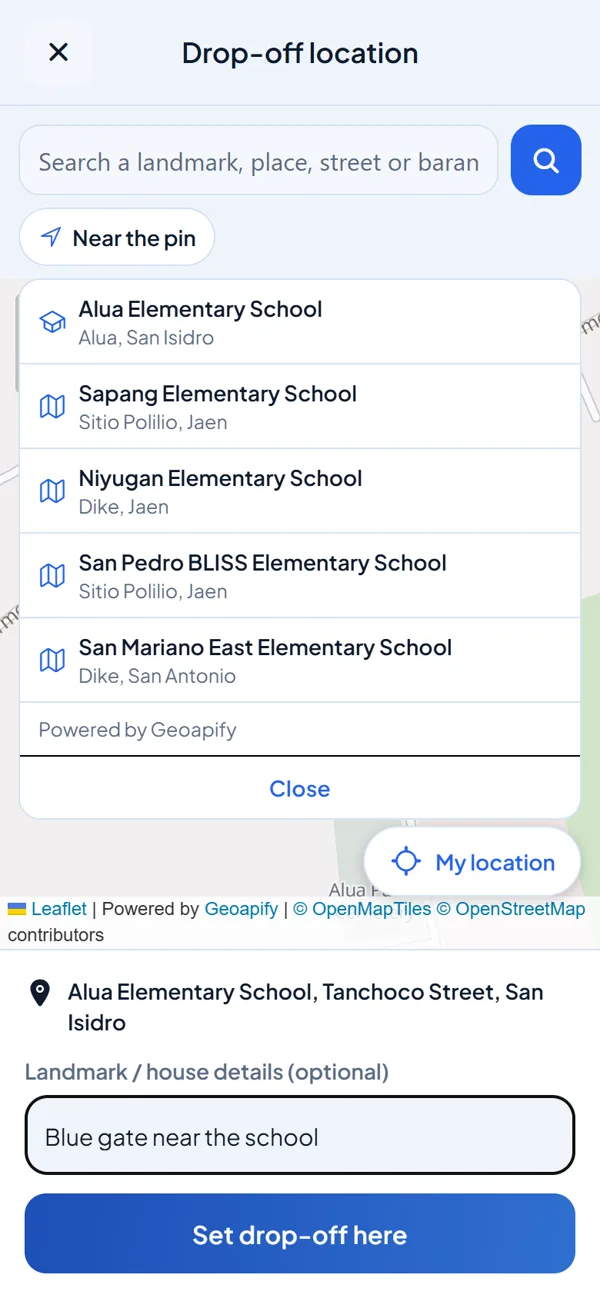 Drop-off location
Search a landmark, place, street or baran
Near the pin
Alua Elementary School
Alua, San Isidro
Sapang Elementary School
Sitio Polilio, Jaen
Niyugan Elementary School
Dike, Jaen
San Pedro BLISS Elementary School
Sitio Polilio, Jaen
San Mariano East Elementary School
Dike, San Antonio
Powered by Geoapify
Close
My location
Alua
Leaflet | Powered by Geoapify | © OpenMapTiles © OpenStreetMap
contributors
Alua Elementary School, Tanchoco Street, San
Isidro
Landmark / house details (optional)
Blue gate near the school
Set drop-off here